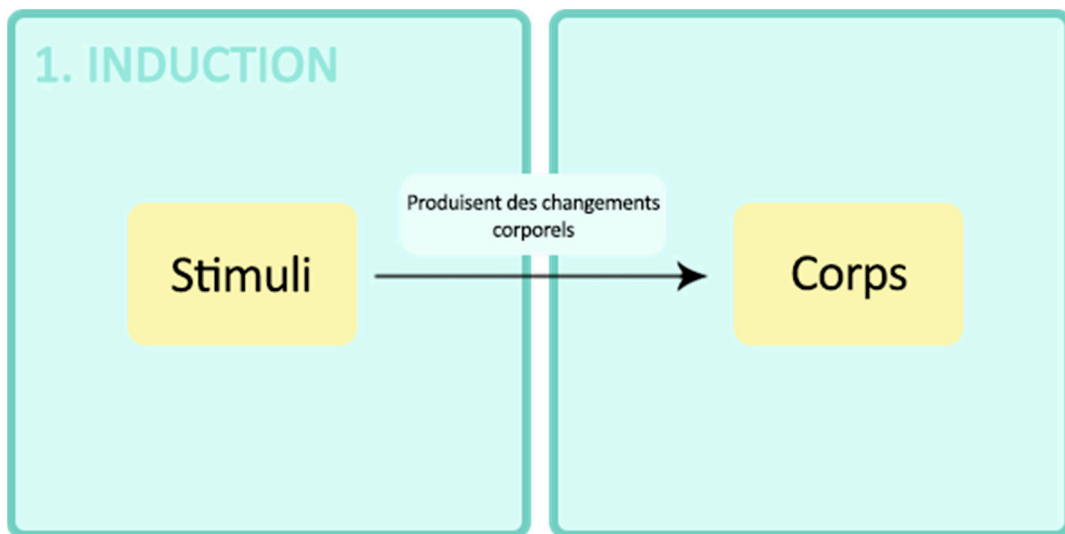 1. INDUCTION
Produisent des changements
corporels
Stimuli
Corps